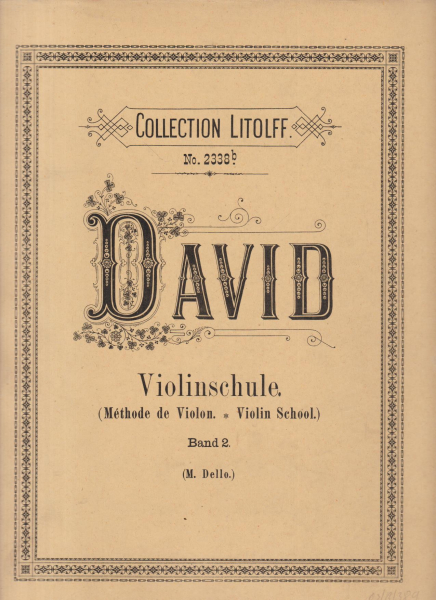 COLLECTION LITOLFF.
No. 2338b
DAVID
Violinschule.
(Méthode de Violon. * Violin School.)
Band 2.
(M. Dello.)